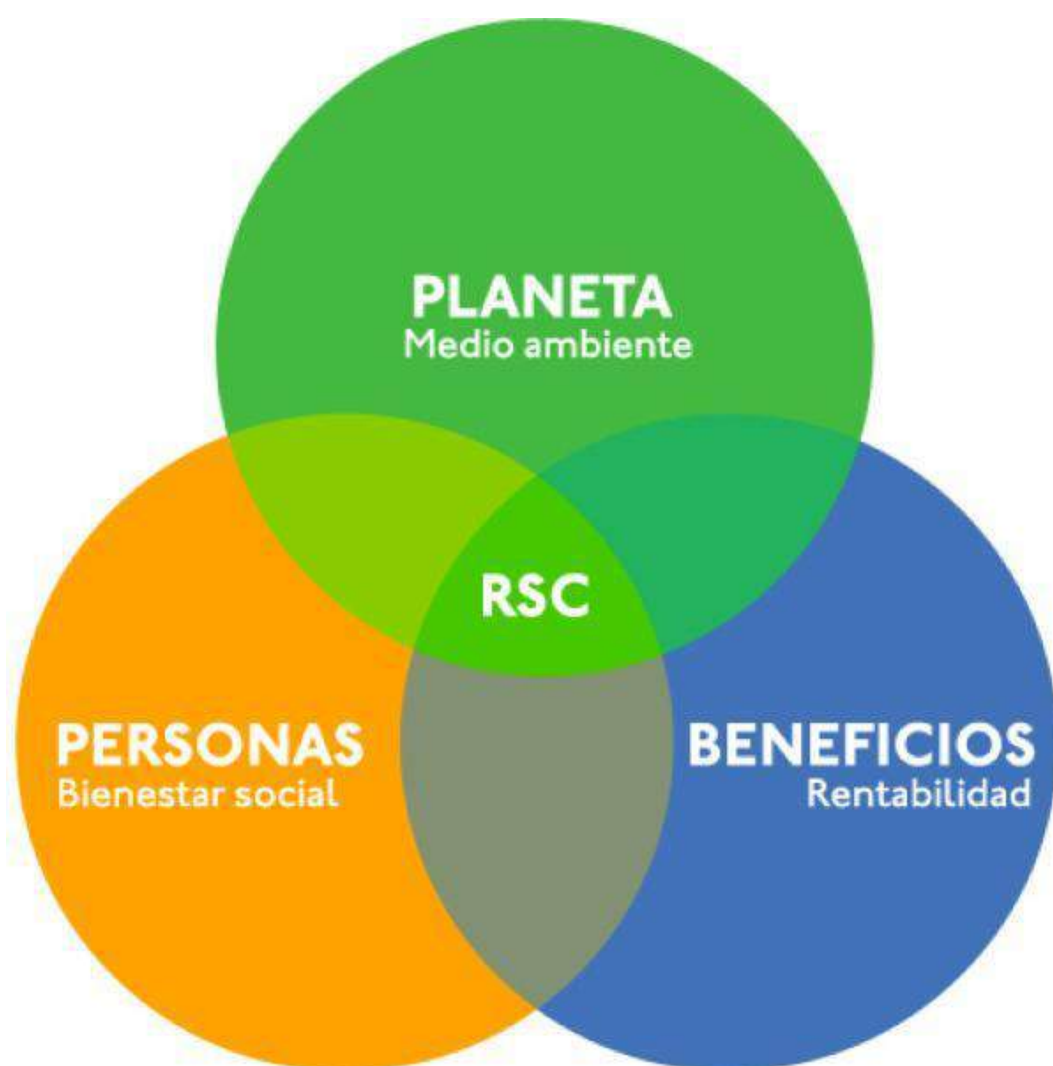 PLANETA
Medio ambiente
RSC
PERSONAS
Bienestar social
BENEFICIOS
Rentabilidad